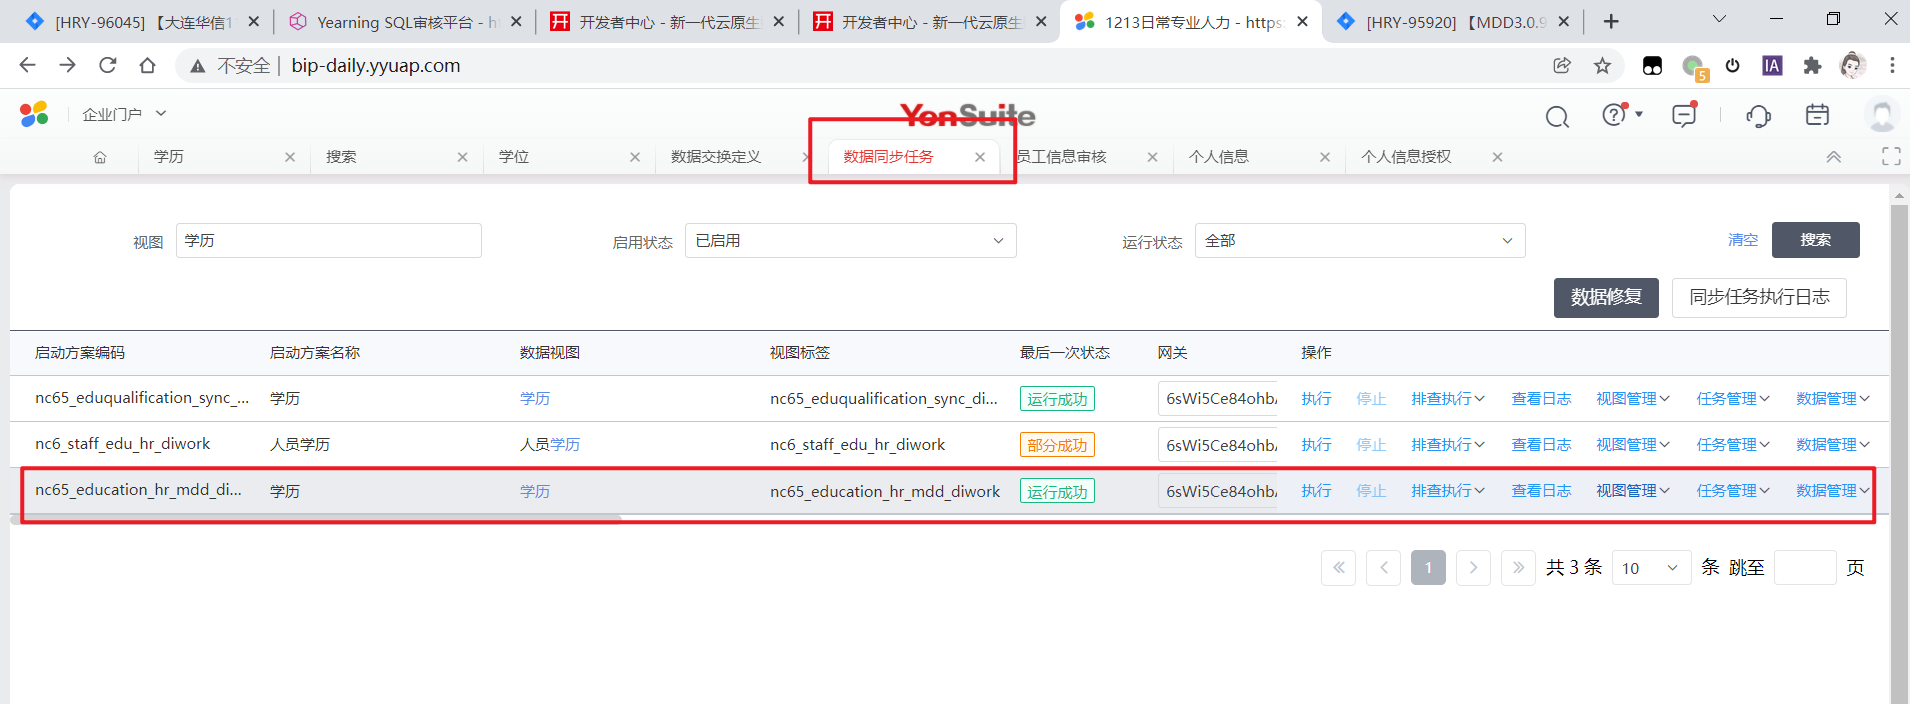 [HRY-96045] 【大连华信1
Yearning SQL审核平台 - ht
开发者中心 - 新一代云原生
开发者中心 - 新一代云原生
1213日常专业人力 - https:
[HRY-95920] 【MDD3.0.9
不安全 | bip-daily.yyuap.com
5
IA
企业门户
YonSuite
学历
搜索
学位
数据交换定义
数据同步任务
员工信息审核
个人信息
个人信息授权
视图 学历
启用状态 已启用
运行状态 全部
清空 搜索
数据修复 同步任务执行日志
启动方案编码 启动方案名称 数据视图 视图标签 最后一次状态 网关 操作
nc65_eduqualification_sync_... 学历 学历 nc65_eduqualification_sync_di... 运行成功 6sWi5Ce84ohb 执行 停止 排查执行 查看日志 视图管理 任务管理 数据管理
nc6_staff_edu_hr_diwork 人员学历 人员学历 nc6_staff_edu_hr_diwork 部分成功 6sWi5Ce84ohb 执行 停止 排查执行 查看日志 视图管理 任务管理 数据管理
nc65_education_hr_mdd_di... 学历 学历 nc65_education_hr_mdd_diwork 运行成功 6sWi5Ce84ohb 执行 停止 排查执行 查看日志 视图管理 任务管理 数据管理
1 共 3 条 10 条 跳至 页